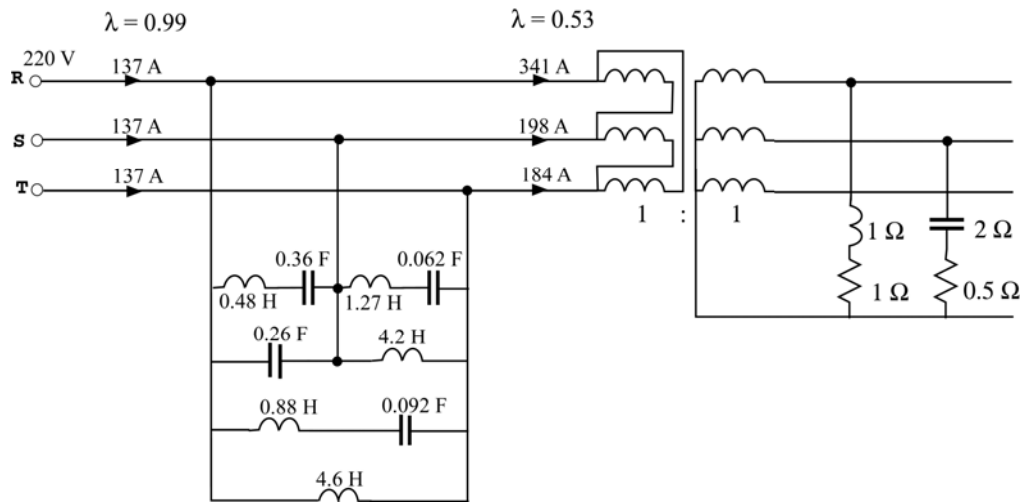 λ = 0.99 λ = 0.53
220 V
R 137 A 341 A
S 137 A 198 A
T 137 A 184 A
1 : 1
1 Ω 2 Ω
1 Ω 0.5 Ω
0.36 F 0.062 F
0.48 H 1.27 H
0.26 F 4.2 H
0.88 H 0.092 F
4.6 H